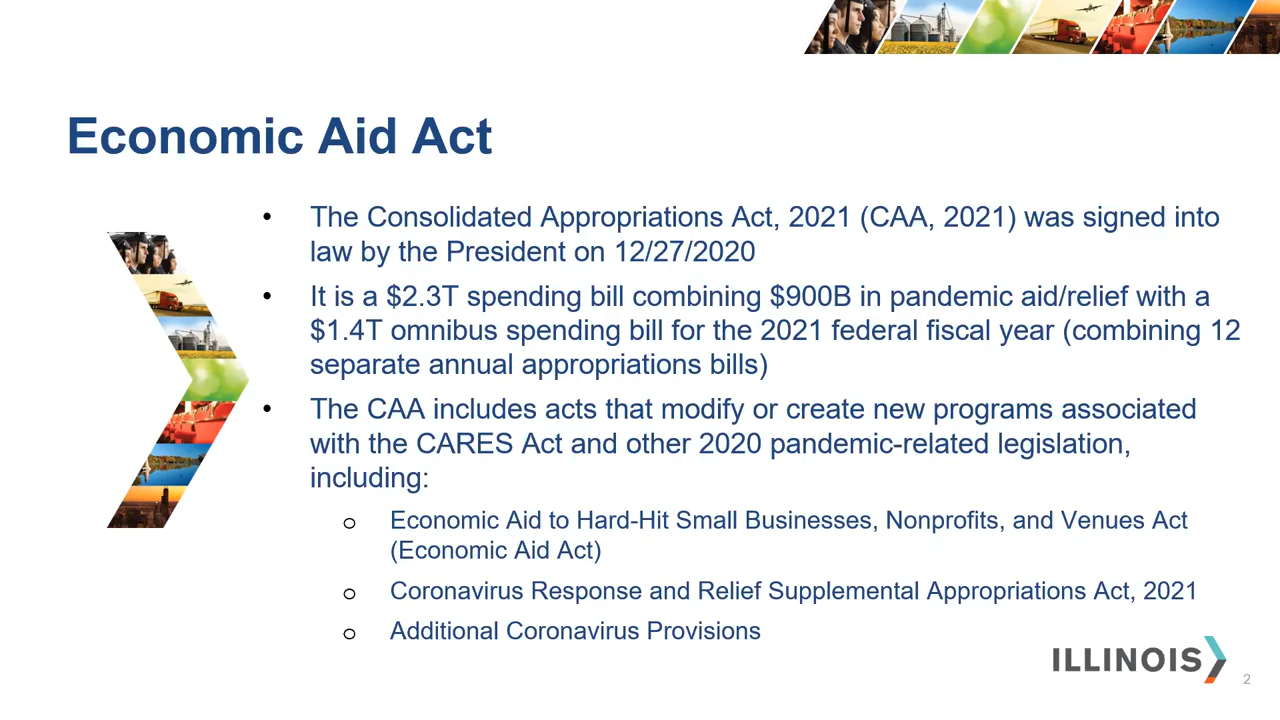 Economic Aid Act
• The Consolidated Appropriations Act, 2021 (CAA, 2021) was signed into
law by the President on 12/27/2020
• It is a $2.3T spending bill combining $900B in pandemic aid/relief with a
$1.4T omnibus spending bill for the 2021 federal fiscal year (combining 12
separate annual appropriations bills)
• The CAA includes acts that modify or create new programs associated
with the CARES Act and other 2020 pandemic-related legislation,
including:
o Economic Aid to Hard-Hit Small Businesses, Nonprofits, and Venues Act
(Economic Aid Act)
o Coronavirus Response and Relief Supplemental Appropriations Act, 2021
o Additional Coronavirus Provisions
ILLINOIS
2